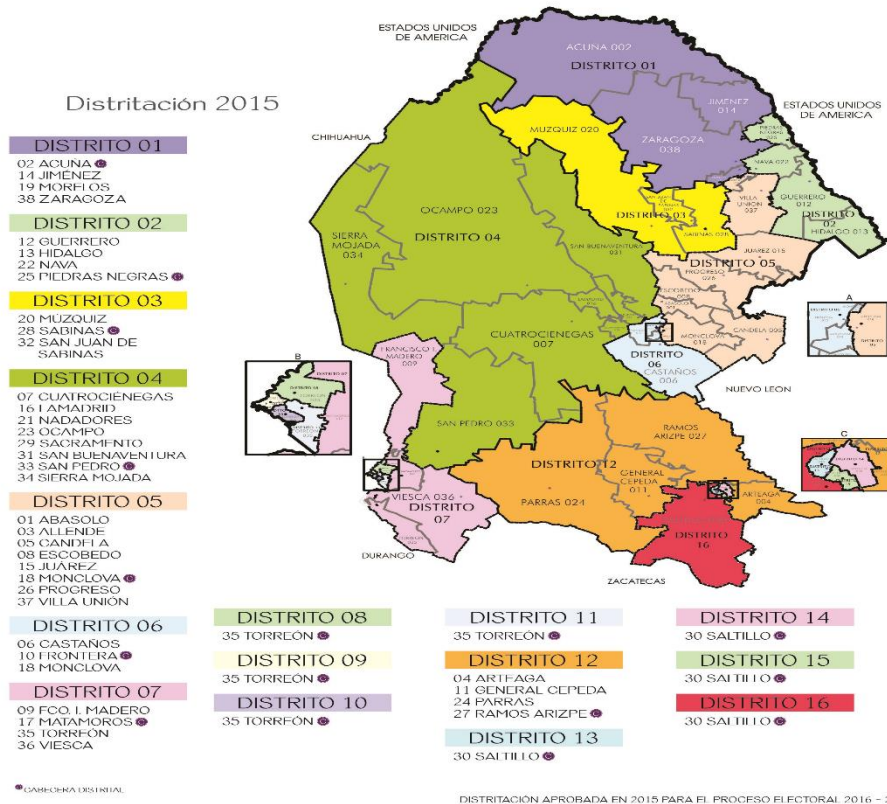 Distritación 2015
DISTRITO 01
02 ACUÑA
14 JIMÉNEZ
19 MORELOS
38 ZARAGOZA
DISTRITO 02
12 GUERRERO
13 HIDALGO
22 NAVA
25 PIEDRAS NEGRAS
DISTRITO 03
20 MÚZQUIZ
28 SABINAS
32 SAN JUAN DE
SABINAS
DISTRITO 04
07 CUATROCIÉNEGAS
16 LAMADRID
21 NADADORES
23 OCAMPO
29 SACRAMENTO
31 SAN BUENAVENTURA
33 SAN PEDRO
34 SIERRA MOJADA
DISTRITO 05
01 ABASOLO
03 ALLENDE
05 CANDELA
08 ESCOBEDO
15 JUÁREZ
18 MONCLOVA
26 PROGRESO
37 VILLA UNIÓN
DISTRITO 06
06 CASTAÑOS
10 FRONTERA
18 MONCLOVA
DISTRITO 07
09 FCO. I. MADERO
17 MATAMOROS
35 TORREÓN
36 VIESCA
DISTRITO 08
35 TORREÓN
DISTRITO 09
35 TORREÓN
DISTRITO 10
35 TORREÓN
DISTRITO 11
35 TORREÓN
DISTRITO 12
04 ARTEAGA
11 GENERAL CEPEDA
24 PARRAS
27 RAMOS ARIZPE
DISTRITO 13
30 SALTILLO
DISTRITO 14
30 SALTILLO
DISTRITO 15
30 SALTILLO
DISTRITO 16
30 SALTILLO
ESTADOS UNIDOS
DE AMERICA
ACUÑA 002
DISTRITO 01
JIMENEZ
014
ESTADOS UNIDOS
DE AMERICA
CHIHUAHUA
MUZQUIZ 020
ZARAGOZA
038
PIEDRAS
NEGRAS
NAVA 022
VILLA
UNION
037
GUERRERO
012
DISTRITO
02
HIDALGO 013
OCAMPO 023
DISTRITO 03
SABINAS 028
SIERRA
MOJADA
034
DISTRITO 04
SAN BUENAVENTURA
031
JUAREZ 015
DISTRITO 05
PROGRESO
026
ESCOBEDO
A
CUATROCIENEGAS
007
MONCLOVA
018
CANDELA 005
FRANCISCO I
MADERO
009
DISTRITO
06
CASTAÑOS
006
NUEVO LEÓN
B
SAN PEDRO 033
RAMOS
ARIZPE 027
C
DISTRITO 12
GENERAL
CEPEDA
011
VIESCA 036
DISTRITO
07
PARRAS 024
ARTEAGA
004
DISTRITO
16
DURANGO
ZACATECAS
CABECERA DISTRITAL
DISTRITACIÓN APROBADA EN 2015 PARA EL PROCESO ELECTORAL 2016 -